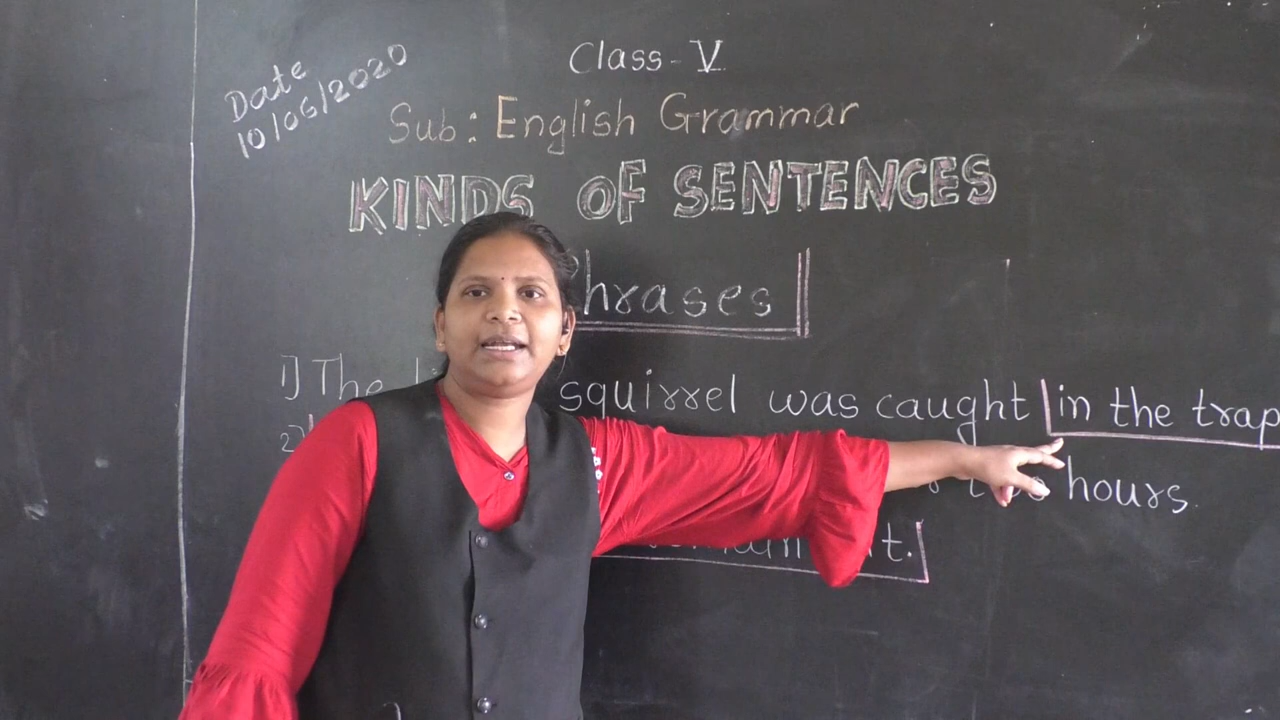 Date
10/06/2020
Class - V
Sub : English Grammar
KINDS OF SENTENCES
Phrases
1) The squirrel was caught in the trap
2) hours.